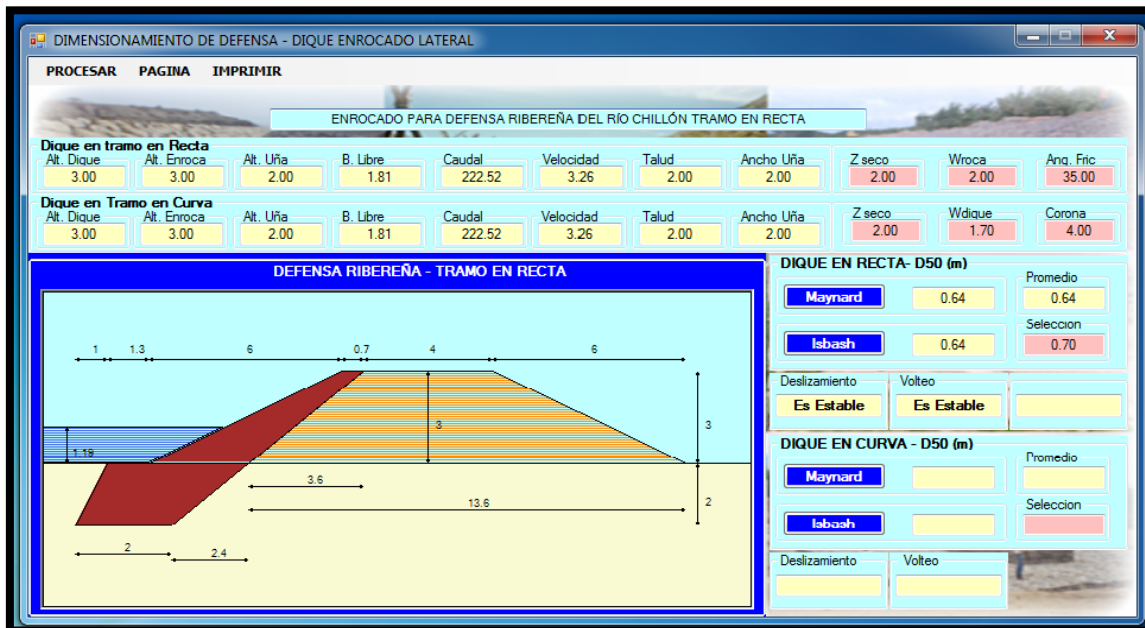 DIMENSIONAMIENTO DE DEFENSA - DIQUE ENROCADO LATERAL
PROCESAR PAGINA IMPRIMIR
ENROCADO PARA DEFENSA RIBEREÑA DEL RÍO CHILLÓN TRAMO EN RECTA
Dique en tramo en Recta
Alt. Dique Alt. Enroca Alt. Uña B. Libre Caudal Velocidad Talud Ancho Uña Z seco Wroca Ang. Fric
3.00 3.00 2.00 1.81 222.52 3.26 2.00 2.00 2.00 2.00 35.00
Dique en Tramo en Curva
Alt. Dique Alt. Enroca Alt. Uña B. Libre Caudal Velocidad Talud Ancho Uña Z seco Wdique Corona
3.00 3.00 2.00 1.81 222.52 3.26 2.00 2.00 2.00 1.70 4.00
DEFENSA RIBEREÑA - TRAMO EN RECTA
1 1.3 6 0.7 4 6
3 3
1.19
3.6
13.6 2
2 2.4
DIQUE EN RECTA- D50 (m)
Promedio
Maynard 0.64 0.64
Seleccion
Isbash 0.64 0.70
Deslizamiento Volteo
Es Estable Es Estable
DIQUE EN CURVA - D50 (m)
Promedio
Maynard
Seleccion
Isbash
Deslizamiento Volteo